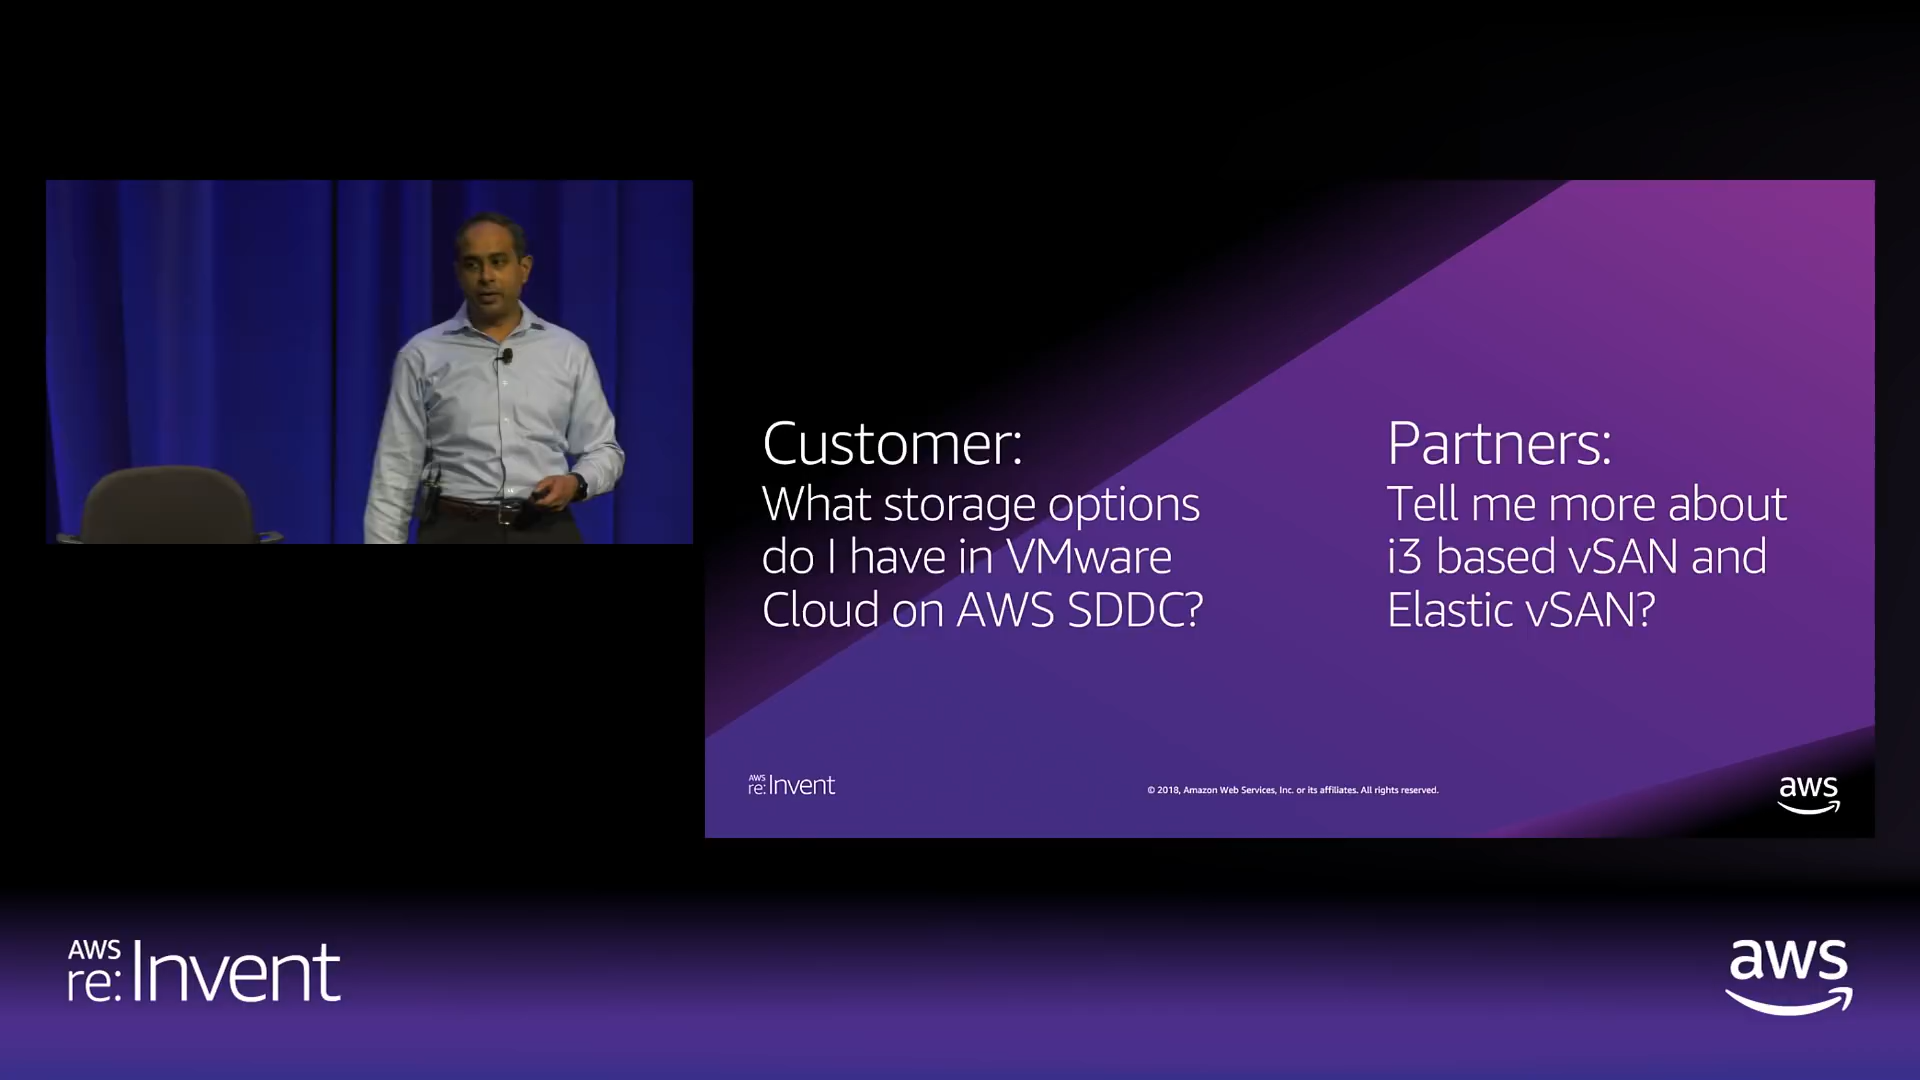 Customer:
What storage options
do I have in VMware
Cloud on AWS SDDC?
Partners:
Tell me more about
i3 based vSAN and
Elastic vSAN?
AWS
re:Invent
© 2018, Amazon Web Services, Inc. or its affiliates. All rights reserved.
aws
AWS
re:Invent
aws